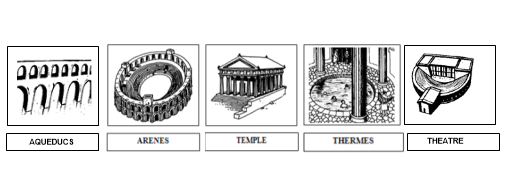 AQUEDUCS
ARENES
TEMPLE
THERMES
THEATRE